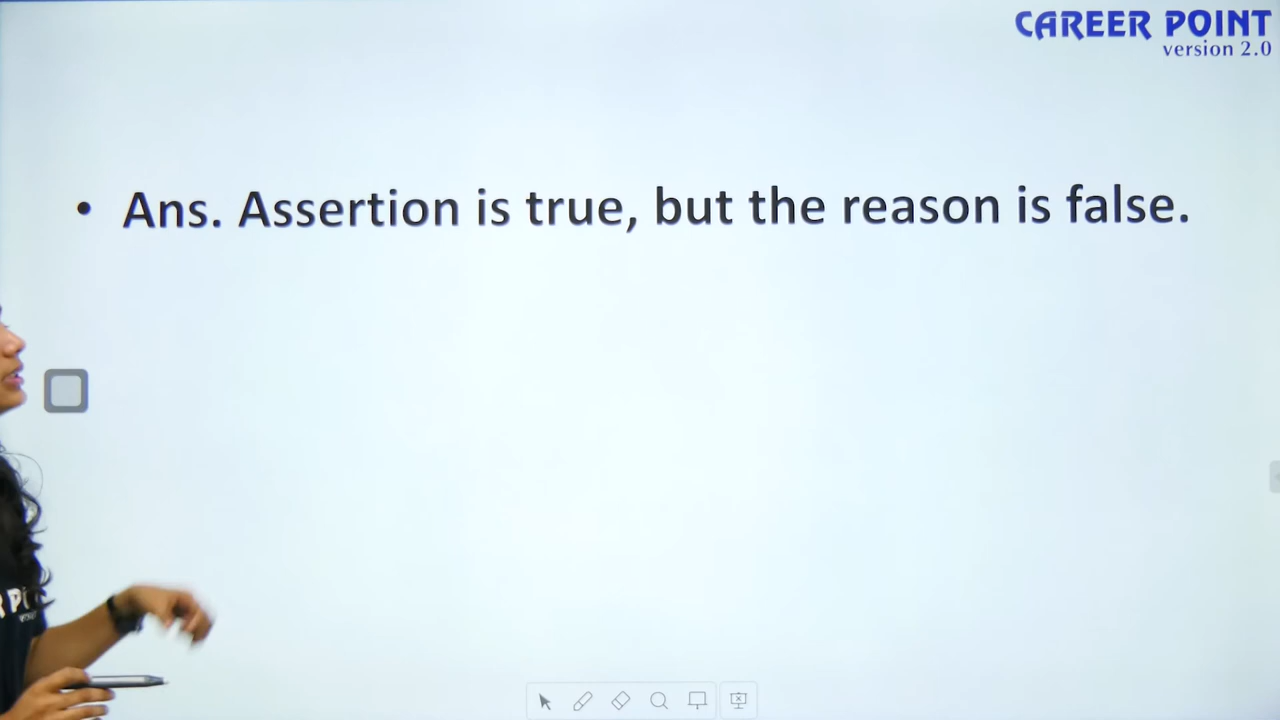 CAREER POINT
version 2.0
• Ans. Assertion is true, but the reason is false.